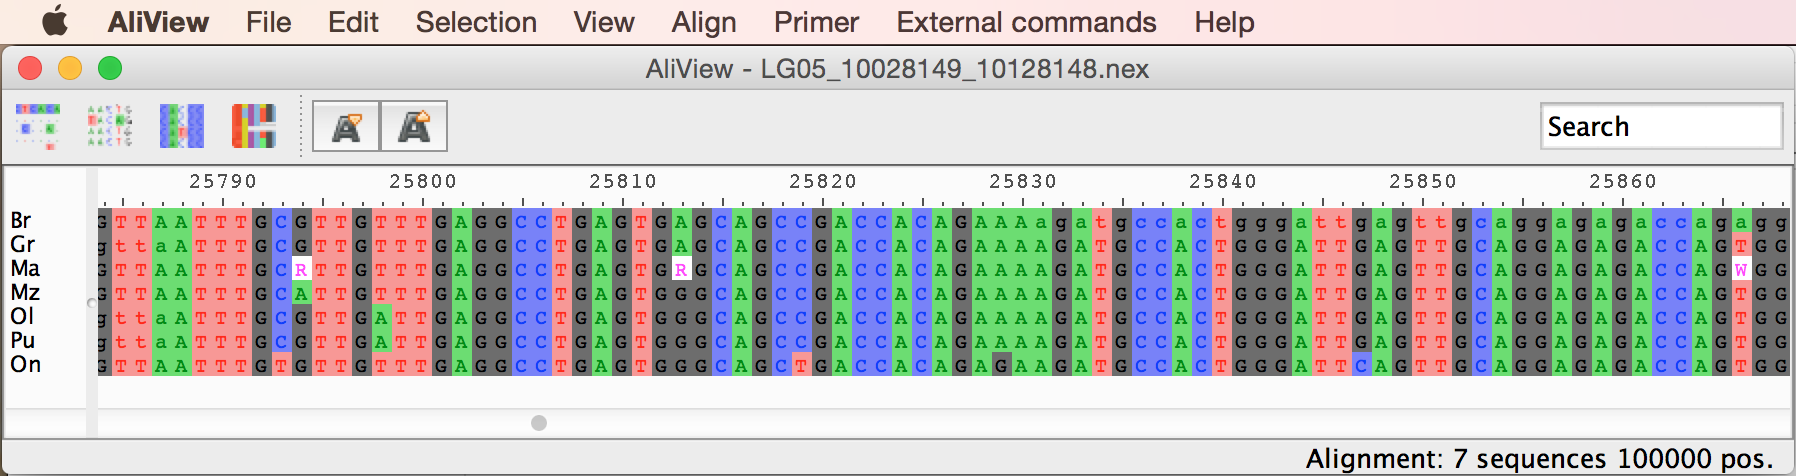 AliView File Edit Selection View Align Primer External commands Help
AliView - LG05_10028149_10128148.nex
Search
25790 25800 25810 25820 25830 25840 25850 25860
Br GTTAATTTGCGTTGTTTGAGGCCTGAGTGAGCAGCCGACCACAGAAAagatgccactgggattgagttgcaggagagaccagagg
Gr gttaATTTGCGTTGTTTGAGGCCTGAGTGAGCAGCCGACCACAGAAAAGATGCCACTGGGATTGAGTTGCAGGAGAGACCAGTGG
Ma GTTAATTTGCRTTGTTTGAGGCCTGAGTGRGCAGCCGACCACAGAAAAGATGCCACTGGGATTGAGTTGCAGGAGAGACCAGWGG
Mz GTTAATTTGCATTGTTTGAGGCCTGAGTGGGCAGCCGACCACAGAAAAGATGCCACTGGGATTGAGTTGCAGGAGAGACCAGTGG
Ol gttaATTTGCGTTGATTGAGGCCTGAGTGGGCAGCCGACCACAGAAAAGATGCCACTGGGATTGAGTTGCAGGAGAGACCAGTGG
Pu gttaATTTGCGTTGATTGAGGCCTGAGTGGGCAGCCGACCACAGAAAAGATGCCACTGGGATTGAGTTGCAGGAGAGACCAGTGG
On GTTAATTTGTGTTGTTTGAGGCCTGAGTGGGCAGCTGACCACAGAGAAGATGCCACTGGGATTCAGTTGCAGGAGAGACCAGTGG
Alignment: 7 sequences 100000 pos.